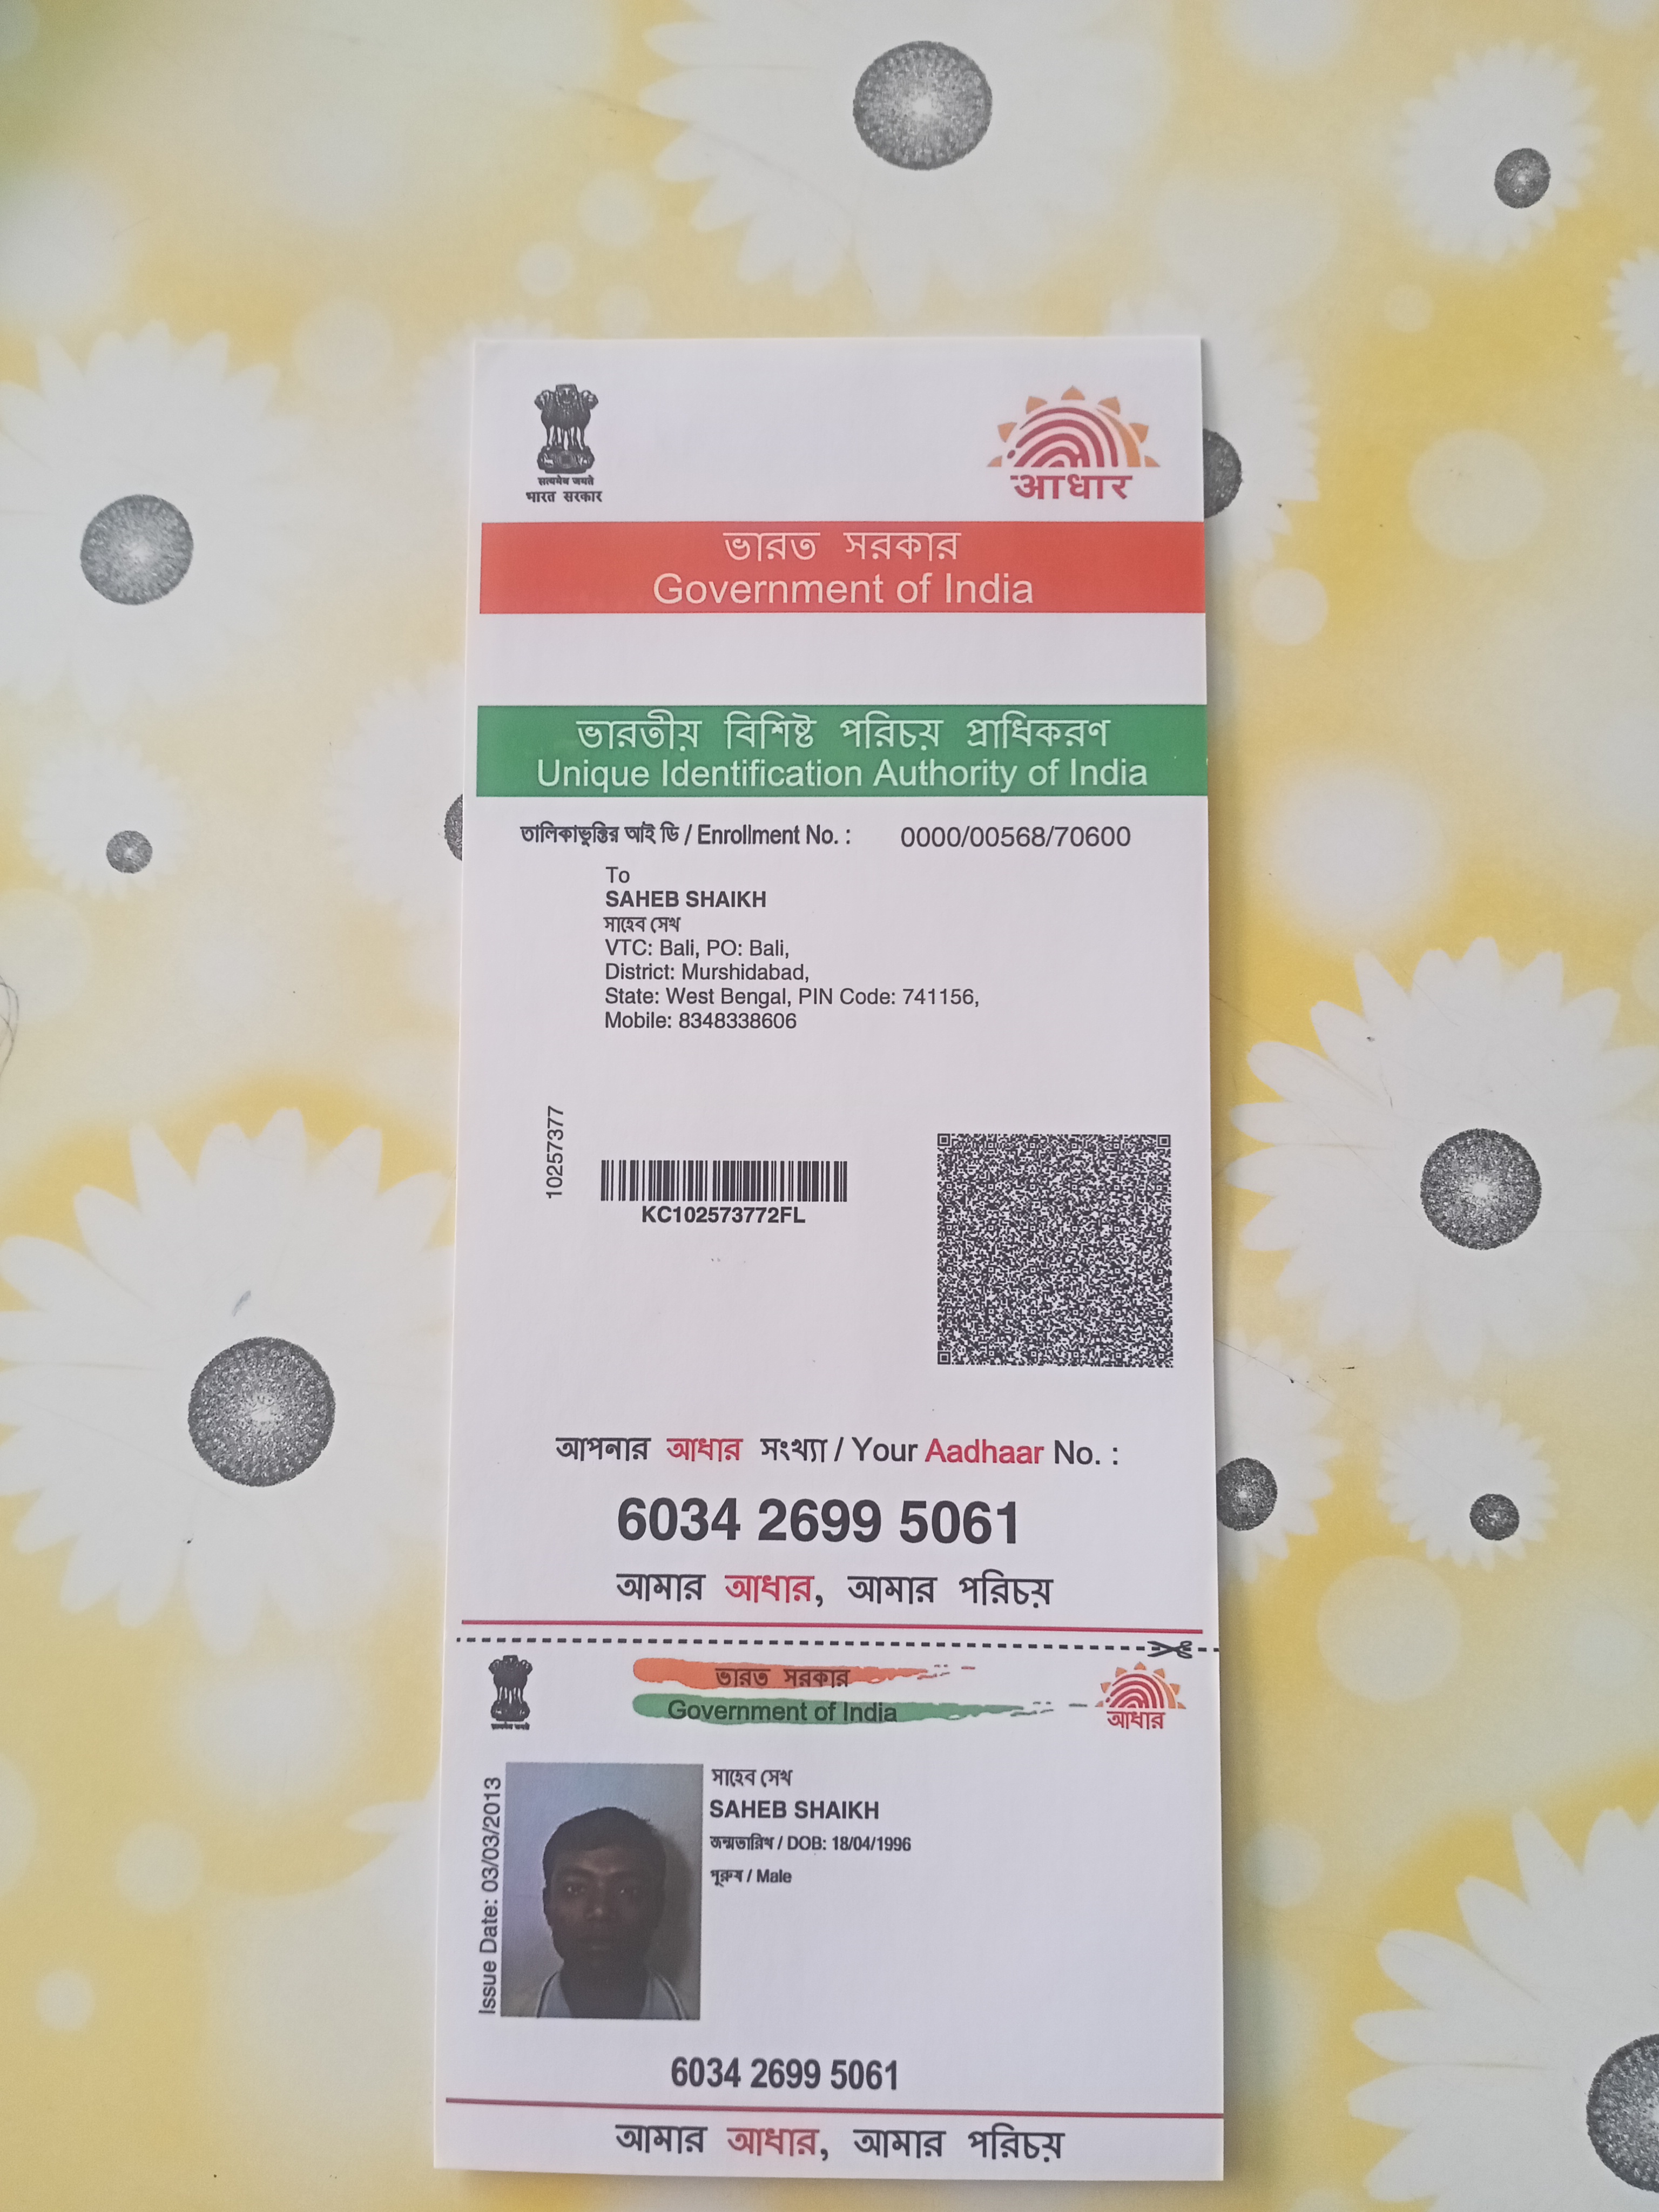 सत्यमेव जयते
भारत सरकार
आधार
ভারত সরকার
Government of India
ভারতীয় বিশিষ্ট পরিচয় প্রাধিকরণ
Unique Identification Authority of India
তালিকাভুক্তির আই ডি / Enrollment No. : 0000/00568/70600
To
SAHEB SHAIKH
সাহেব সেখ
VTC: Bali, PO: Bali,
District: Murshidabad,
State: West Bengal, PIN Code: 741156,
Mobile: 8348338606
10257377
KC102573772FL
আপনার আধার সংখ্যা / Your Aadhaar No. :
6034 2699 5061
আমার আধার, আমার পরিচয়
ভারত সরকার
Government of India
আধার
Issue Date: 03/03/2013
সাহেব সেখ
SAHEB SHAIKH
জন্মতারিখ / DOB: 18/04/1996
পুরুষ / Male
6034 2699 5061
আমার আধার, আমার পরিচয়